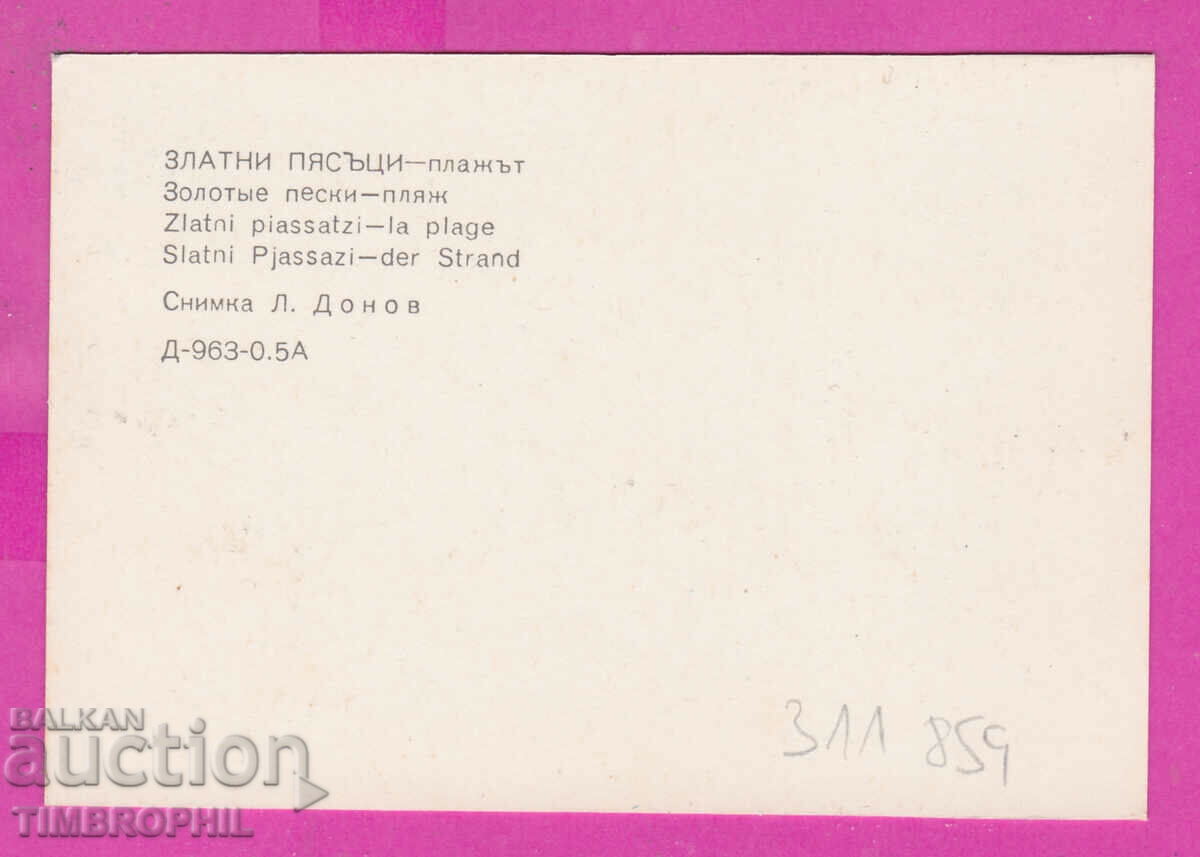 ЗЛАТНИ ПЯСЪЦИ—плажът
Золотые пески—пляж
Zlatni piassatzi—la plage
Slatni Pjassazi—der Strand
Снимка Л. Донов
Д-963-0.5А
311 859
BALKAN
auction
TIMBROPHIL